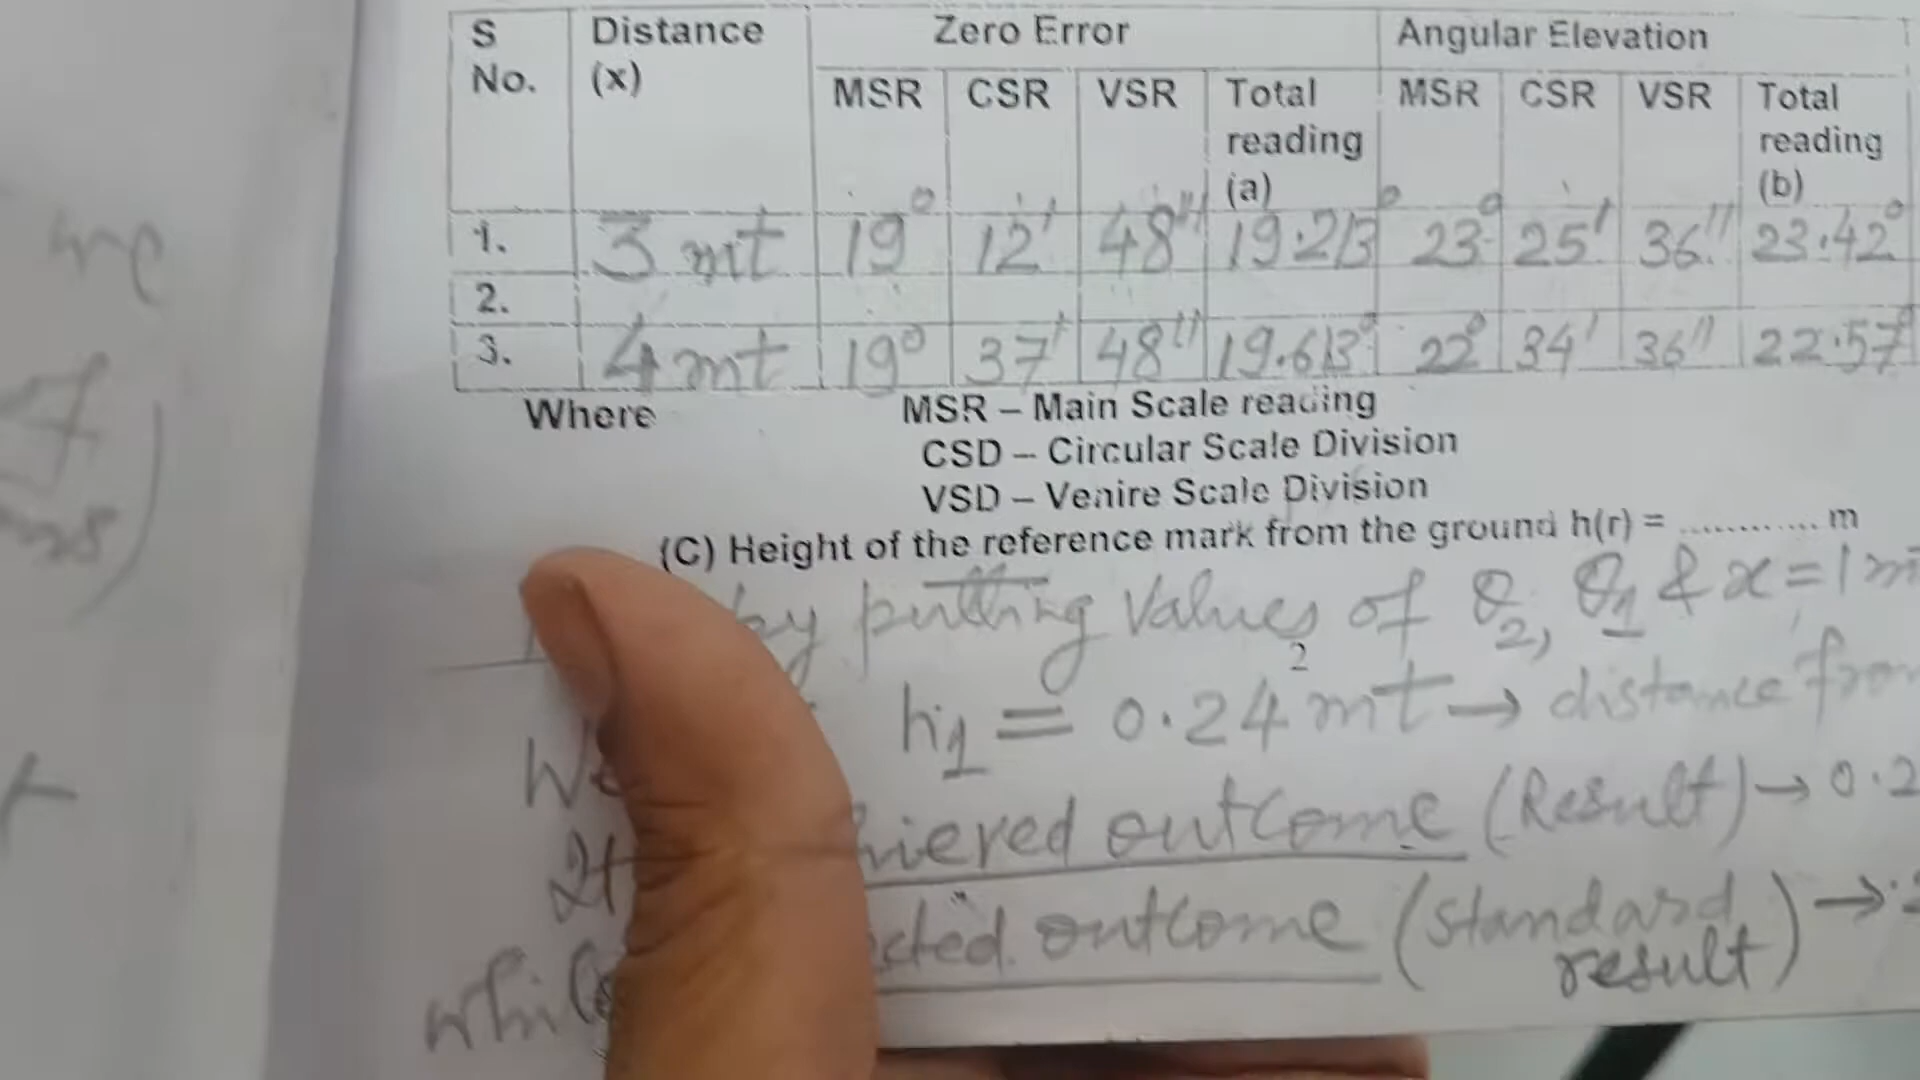 S No. Distance (x) Zero Error Angular Elevation
MSR CSR VSR Total reading (a) MSR CSR VSR Total reading (b)
1. 3 mt 19° 12' 48" 19.213° 23° 25' 36" 23.42°
2.
3. 4 mt 19° 37' 48" 19.613° 22° 34' 36" 22.57°
Where MSR – Main Scale reading
CSD – Circular Scale Division
VSD – Venire Scale Division
(C) Height of the reference mark from the ground h(r) = ............ m
by putting values of θ2, θ1 & x = 1 m
2
h1 = 0.24 mt → distance from
outcome (Result) → 0.2
outcome (standard result) →